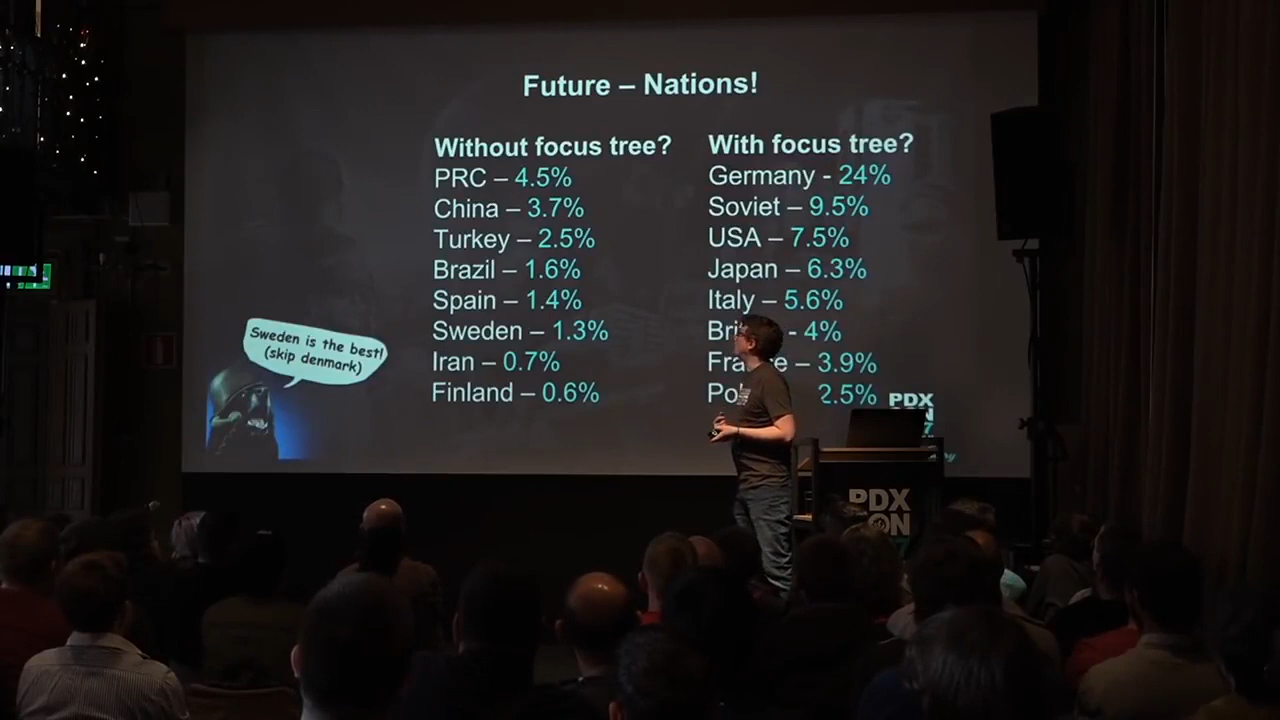 Future – Nations!
Without focus tree?
PRC – 4.5%
China – 3.7%
Turkey – 2.5%
Brazil – 1.6%
Spain – 1.4%
Sweden – 1.3%
Iran – 0.7%
Finland – 0.6%
With focus tree?
Germany - 24%
Soviet – 9.5%
USA – 7.5%
Japan – 6.3%
Italy – 5.6%
- 4%
– 3.9%
2.5%
Sweden is the best!
(skip denmark)
PDX
PDX